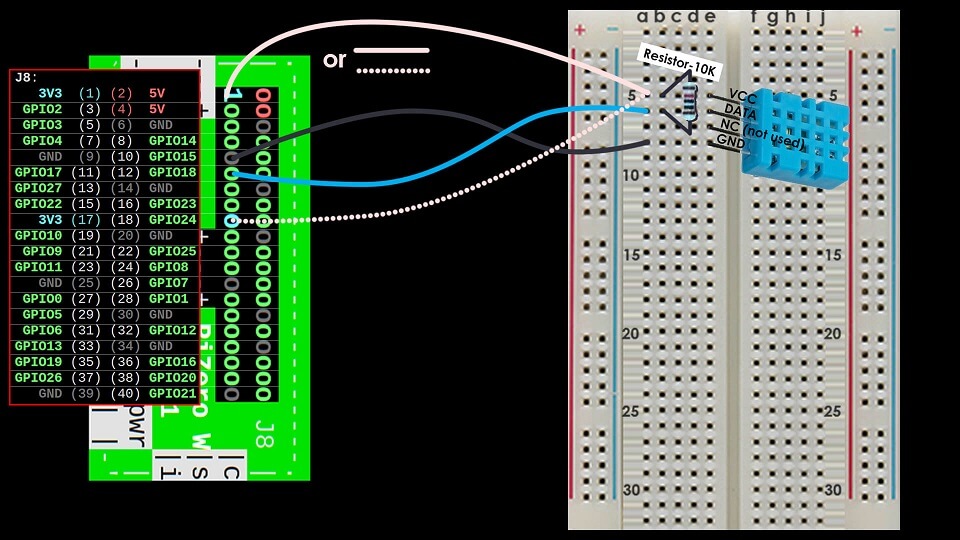 a b c d e f g h i j
+ − + −
or
Resistor-10K
J8:
3V3 (1) (2) 5V
GPIO2 (3) (4) 5V
GPIO3 (5) (6) GND
GPIO4 (7) (8) GPIO14
GND (9) (10) GPIO15
GPIO17 (11) (12) GPIO18
GPIO27 (13) (14) GND
GPIO22 (15) (16) GPIO23
3V3 (17) (18) GPIO24
GPIO10 (19) (20) GND
GPIO9 (21) (22) GPIO25
GPIO11 (23) (24) GPIO8
GND (25) (26) GPIO7
GPIO0 (27) (28) GPIO1
GPIO5 (29) (30) GND
GPIO6 (31) (32) GPIO12
GPIO13 (33) (34) GND
GPIO19 (35) (36) GPIO16
GPIO26 (37) (38) GPIO20
GND (39) (40) GPIO21
1
J8
pwr
C
S
i
VCC
DATA
NC (not used)
GND
5 5
10
15 15
20 20
25 25
30 30